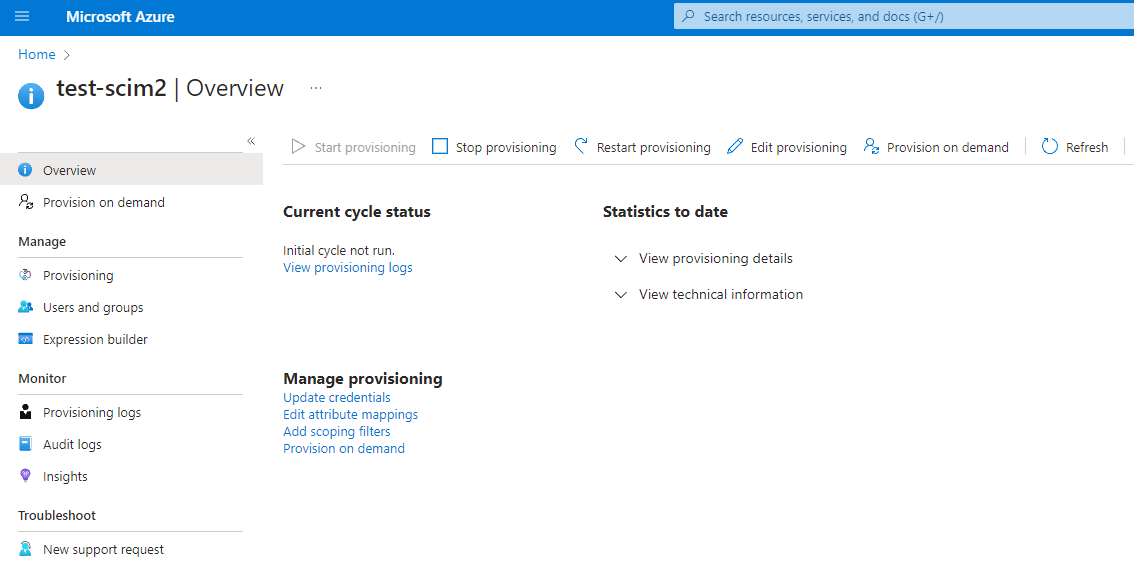 Microsoft Azure
Search resources, services, and docs (G+/)
Home
test-scim2 | Overview
...
Start provisioning
Stop provisioning
Restart provisioning
Edit provisioning
Provision on demand
Refresh
Overview
Provision on demand
Manage
Provisioning
Users and groups
Expression builder
Monitor
Provisioning logs
Audit logs
Insights
Troubleshoot
New support request
Current cycle status
Initial cycle not run.
View provisioning logs
Statistics to date
View provisioning details
View technical information
Manage provisioning
Update credentials
Edit attribute mappings
Add scoping filters
Provision on demand